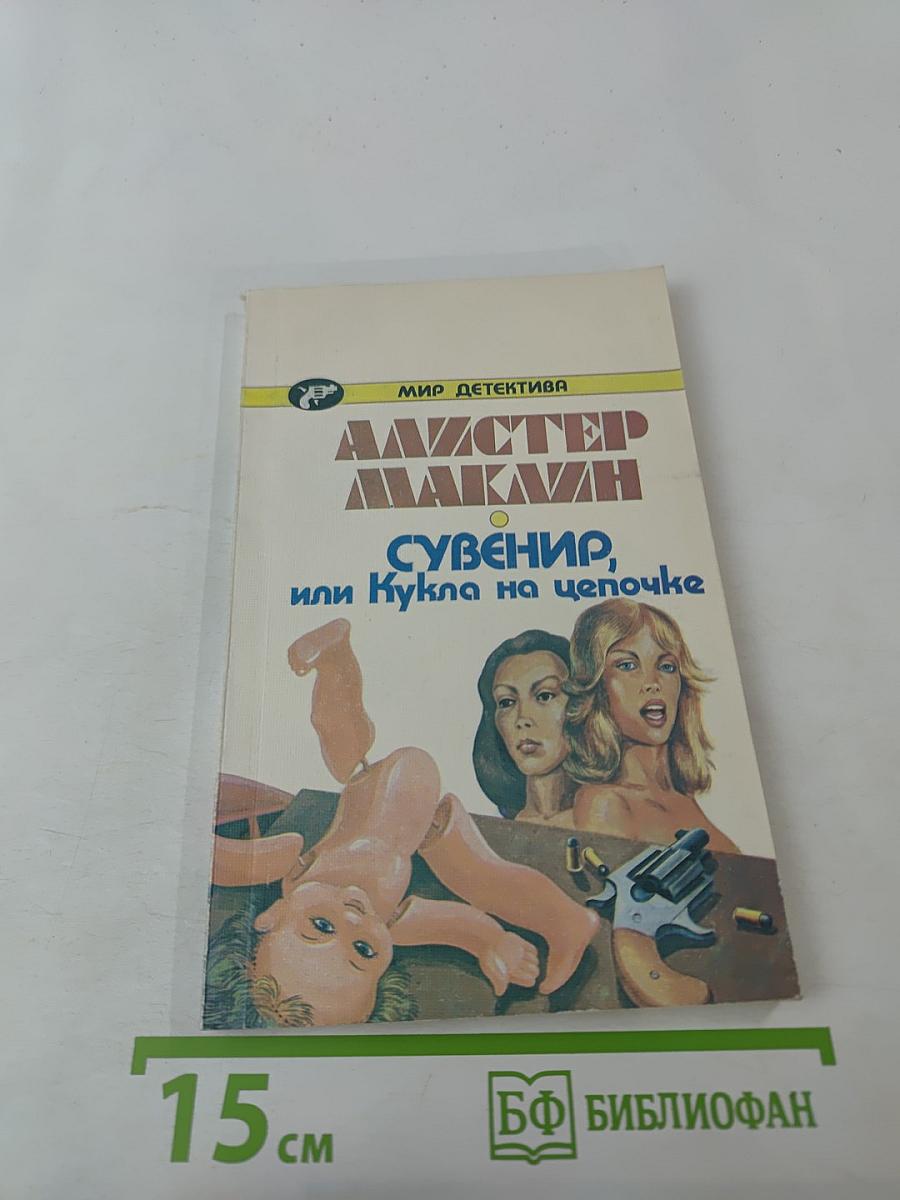 МИР ДЕТЕКТИВА
АЛИСТЕР
МАКЛИН
СУВЕНИР,
или Кукла на цепочке
15 см
БФ БИБЛИОФАН